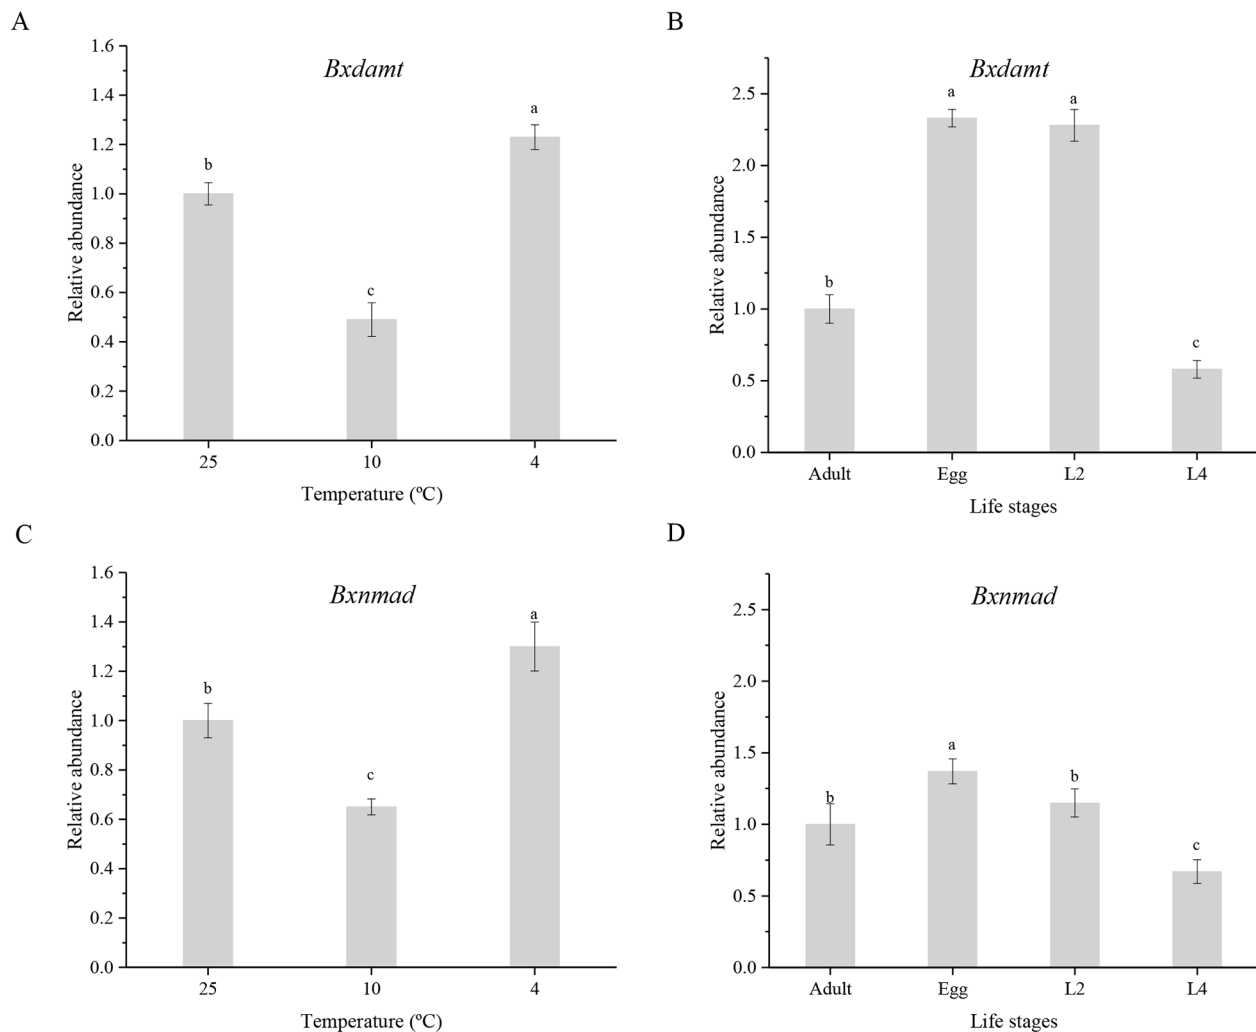 A
Bxdamt
Relative abundance
1.6
1.4
1.2
1.0
0.8
0.6
0.4
0.2
0.0
b
c
a
25 10 4
Temperature (ºC)
B
Bxdamt
Relative abundance
2.5
2.0
1.5
1.0
0.5
0.0
b
a
a
c
Adult Egg L2 L4
Life stages
C
Bxnmad
Relative abundance
1.6
1.4
1.2
1.0
0.8
0.6
0.4
0.2
0.0
b
c
a
25 10 4
Temperature (ºC)
D
Bxnmad
Relative abundance
2.5
2.0
1.5
1.0
0.5
0.0
b
a
b
c
Adult Egg L2 L4
Life stages